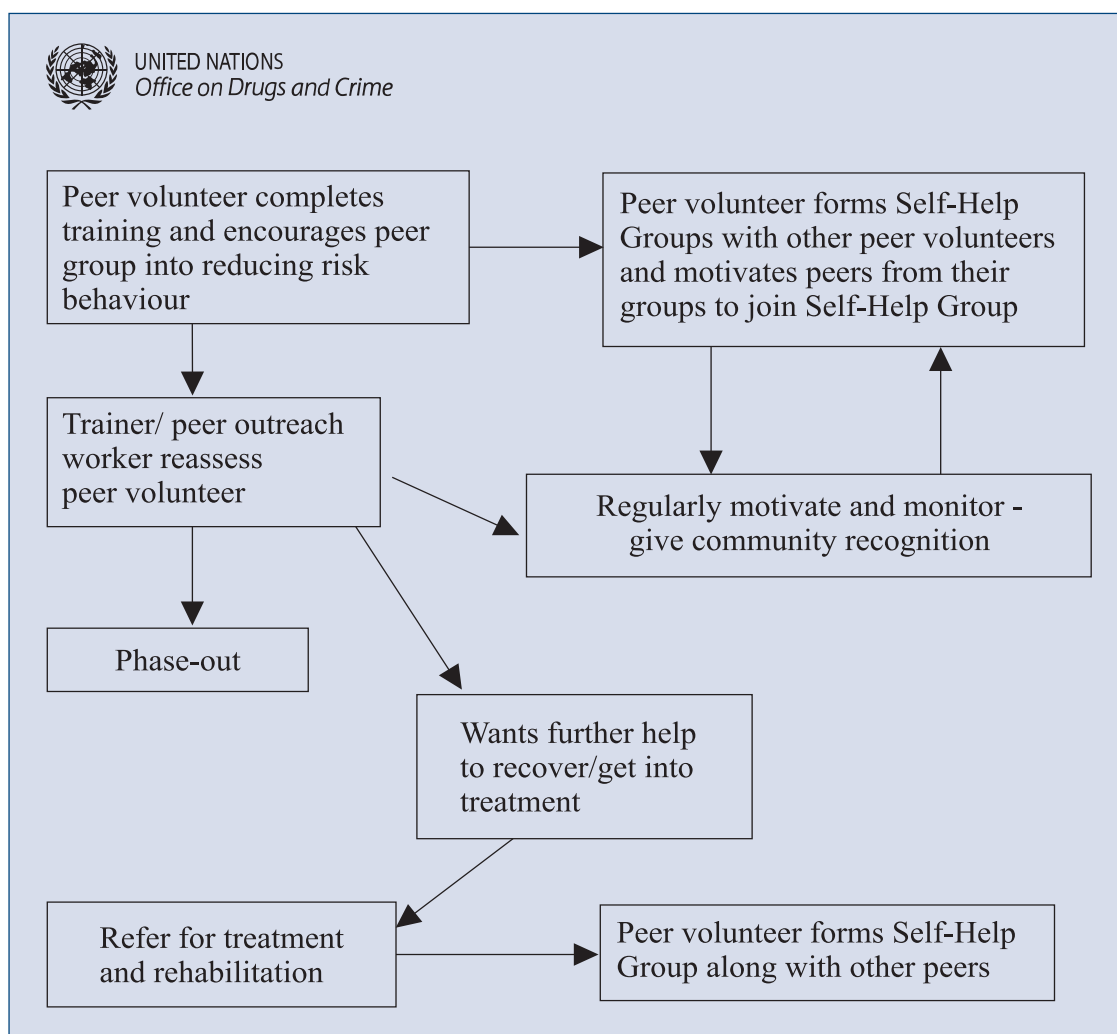 UNITED NATIONS
Office on Drugs and Crime
Peer volunteer completes
training and encourages peer
group into reducing risk
behaviour
Peer volunteer forms Self-Help
Groups with other peer volunteers
and motivates peers from their
groups to join Self-Help Group
Trainer/ peer outreach
worker reassess
peer volunteer
Regularly motivate and monitor -
give community recognition
Phase-out
Wants further help
to recover/get into
treatment
Refer for treatment
and rehabilitation
Peer volunteer forms Self-Help
Group along with other peers